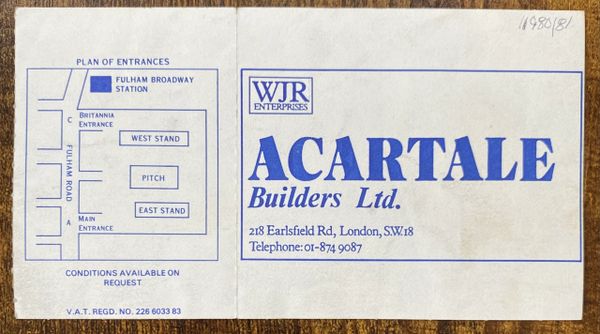 PLAN OF ENTRANCES
FULHAM BROADWAY
STATION
C
BRITANNIA
ENTRANCE
WEST STAND
FULHAM ROAD
PITCH
EAST STAND
A
MAIN
ENTRANCE
CONDITIONS AVAILABLE ON
REQUEST
V.A.T. REGD. NO. 226 6033 83
1980/81
WJR
ENTERPRISES
ACARTALE
Builders Ltd.
218 Earlsfield Rd, London, S.W.18
Telephone: 01-874 9087